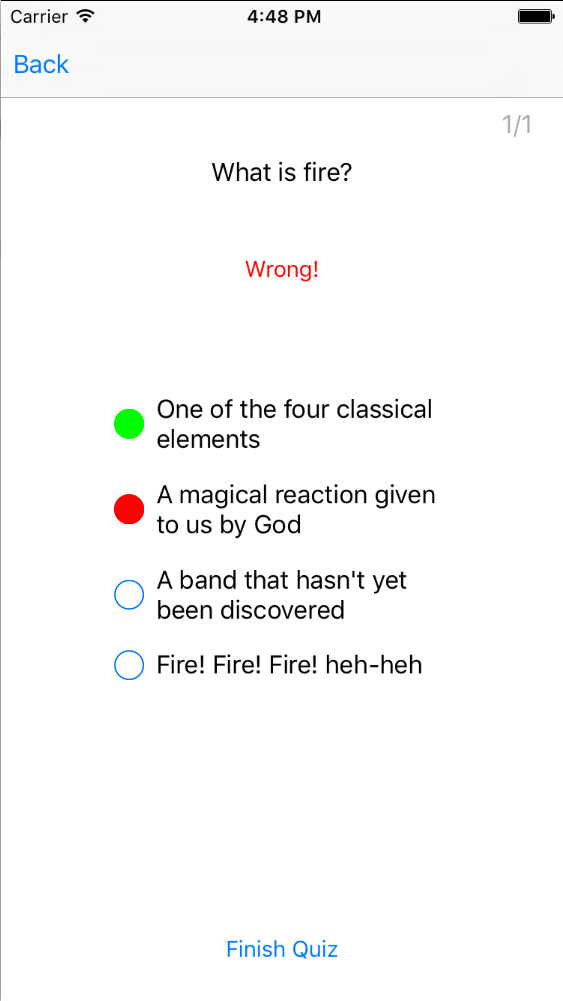 Carrier
4:48 PM
Back
1/1
What is fire?
Wrong!
One of the four classical
elements
A magical reaction given
to us by God
A band that hasn't yet
been discovered
Fire! Fire! Fire! heh-heh
Finish Quiz